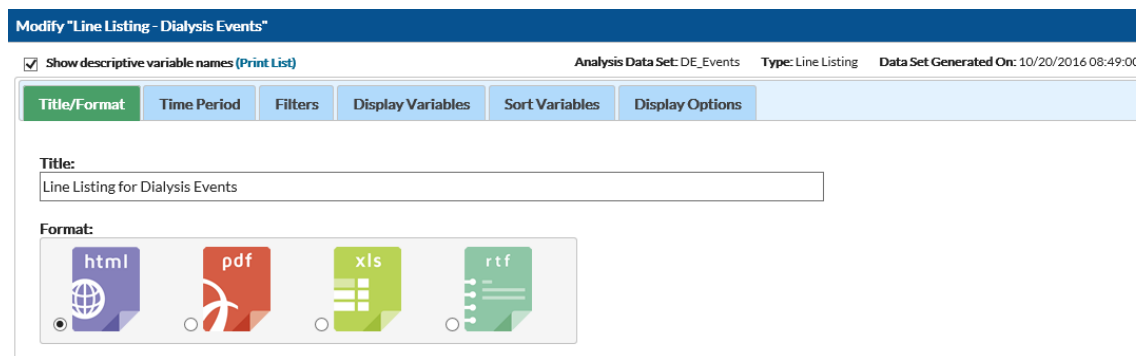 Modify "Line Listing - Dialysis Events"
Show descriptive variable names (Print List) Analysis Data Set: DE_Events Type: Line Listing Data Set Generated On: 10/20/2016 08:49:00
Title/Format Time Period Filters Display Variables Sort Variables Display Options
Title:
Line Listing for Dialysis Events
Format:
html pdf xls rtf